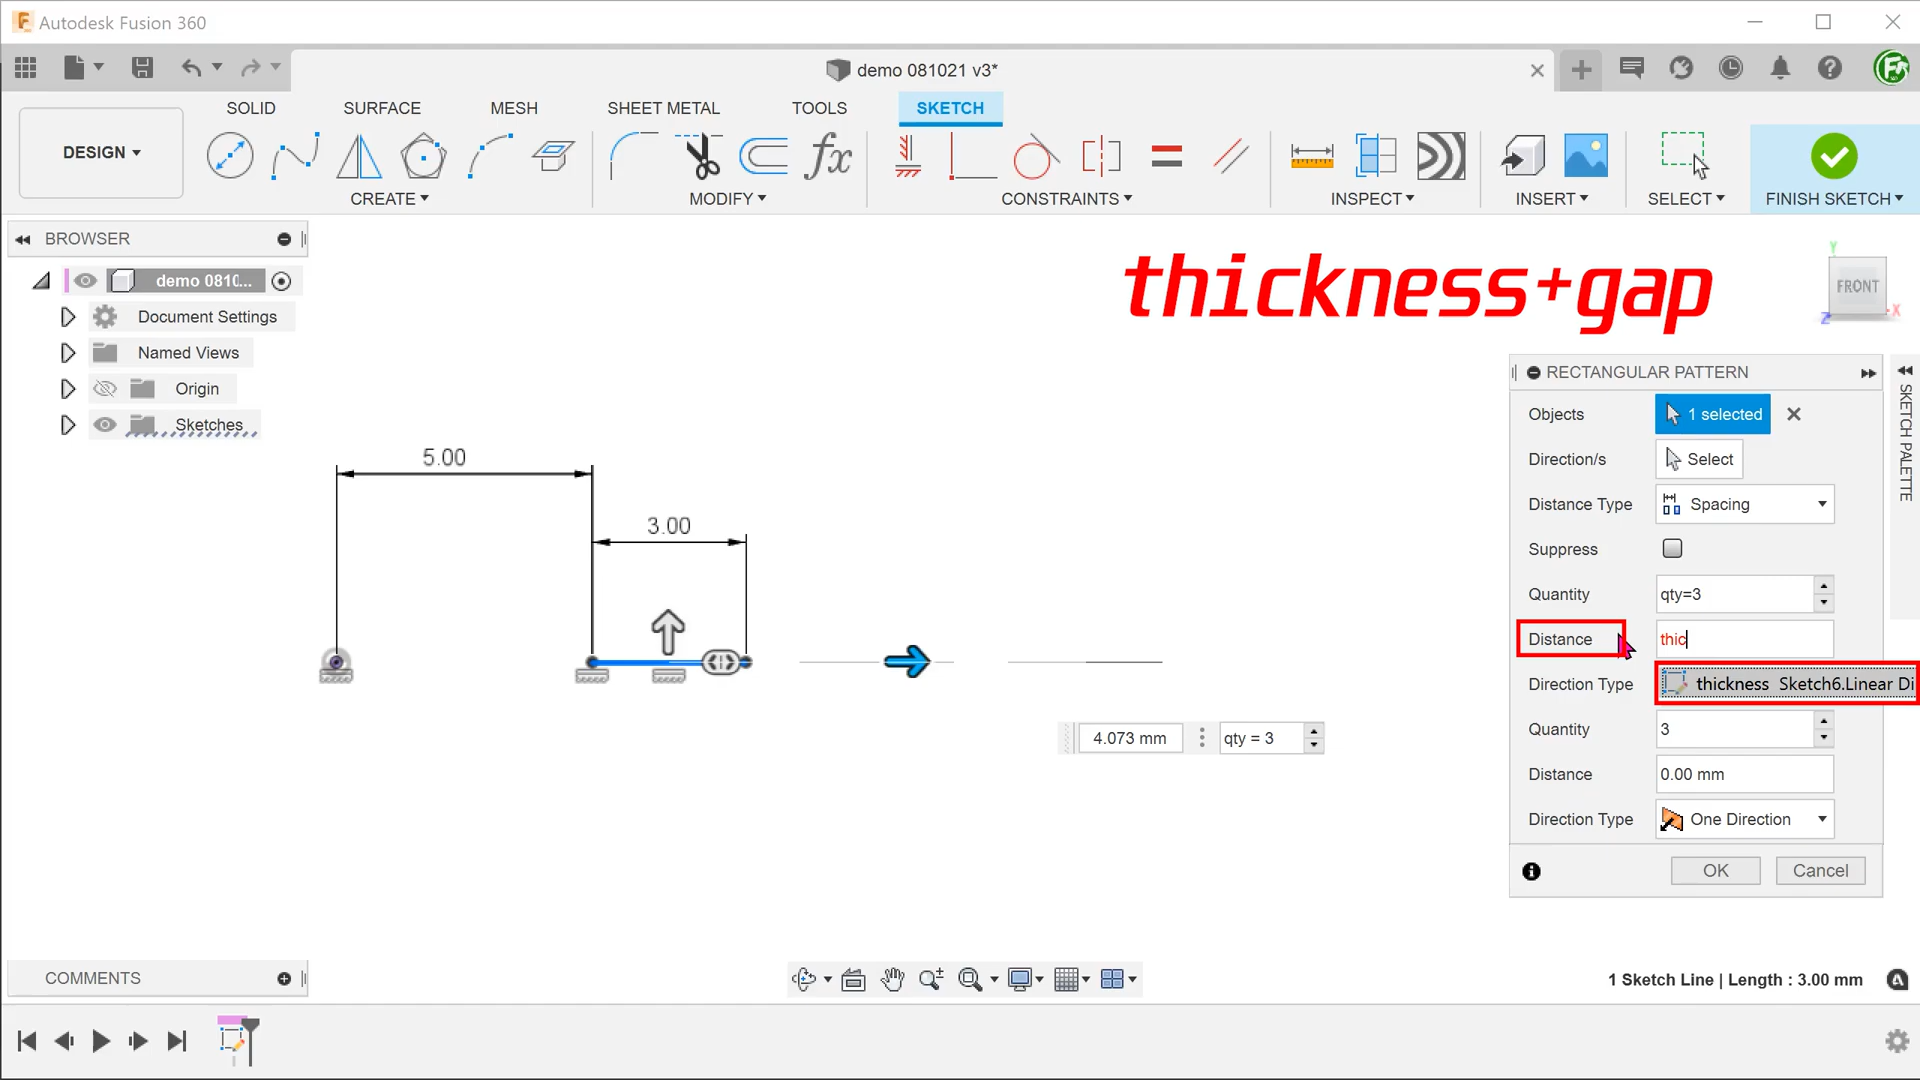 Autodesk Fusion 360
demo 081021 v3*
SOLID
SURFACE
MESH
SHEET METAL
TOOLS
SKETCH
DESIGN
CREATE
MODIFY
CONSTRAINTS
INSPECT
INSERT
SELECT
FINISH SKETCH
BROWSER
demo 0810...
Document Settings
Named Views
Origin
Sketches
thickness+gap
Y
FRONT
X
Z
5.00
3.00
4.073 mm
qty = 3
RECTANGULAR PATTERN
Objects
1 selected
Direction/s
Select
Distance Type
Spacing
Suppress
Quantity
qty=3
Distance
thic
Direction Type
thickness Sketch6.Linear Di
Quantity
3
Distance
0.00 mm
Direction Type
One Direction
OK
Cancel
SKETCH PALETTE
COMMENTS
1 Sketch Line | Length : 3.00 mm